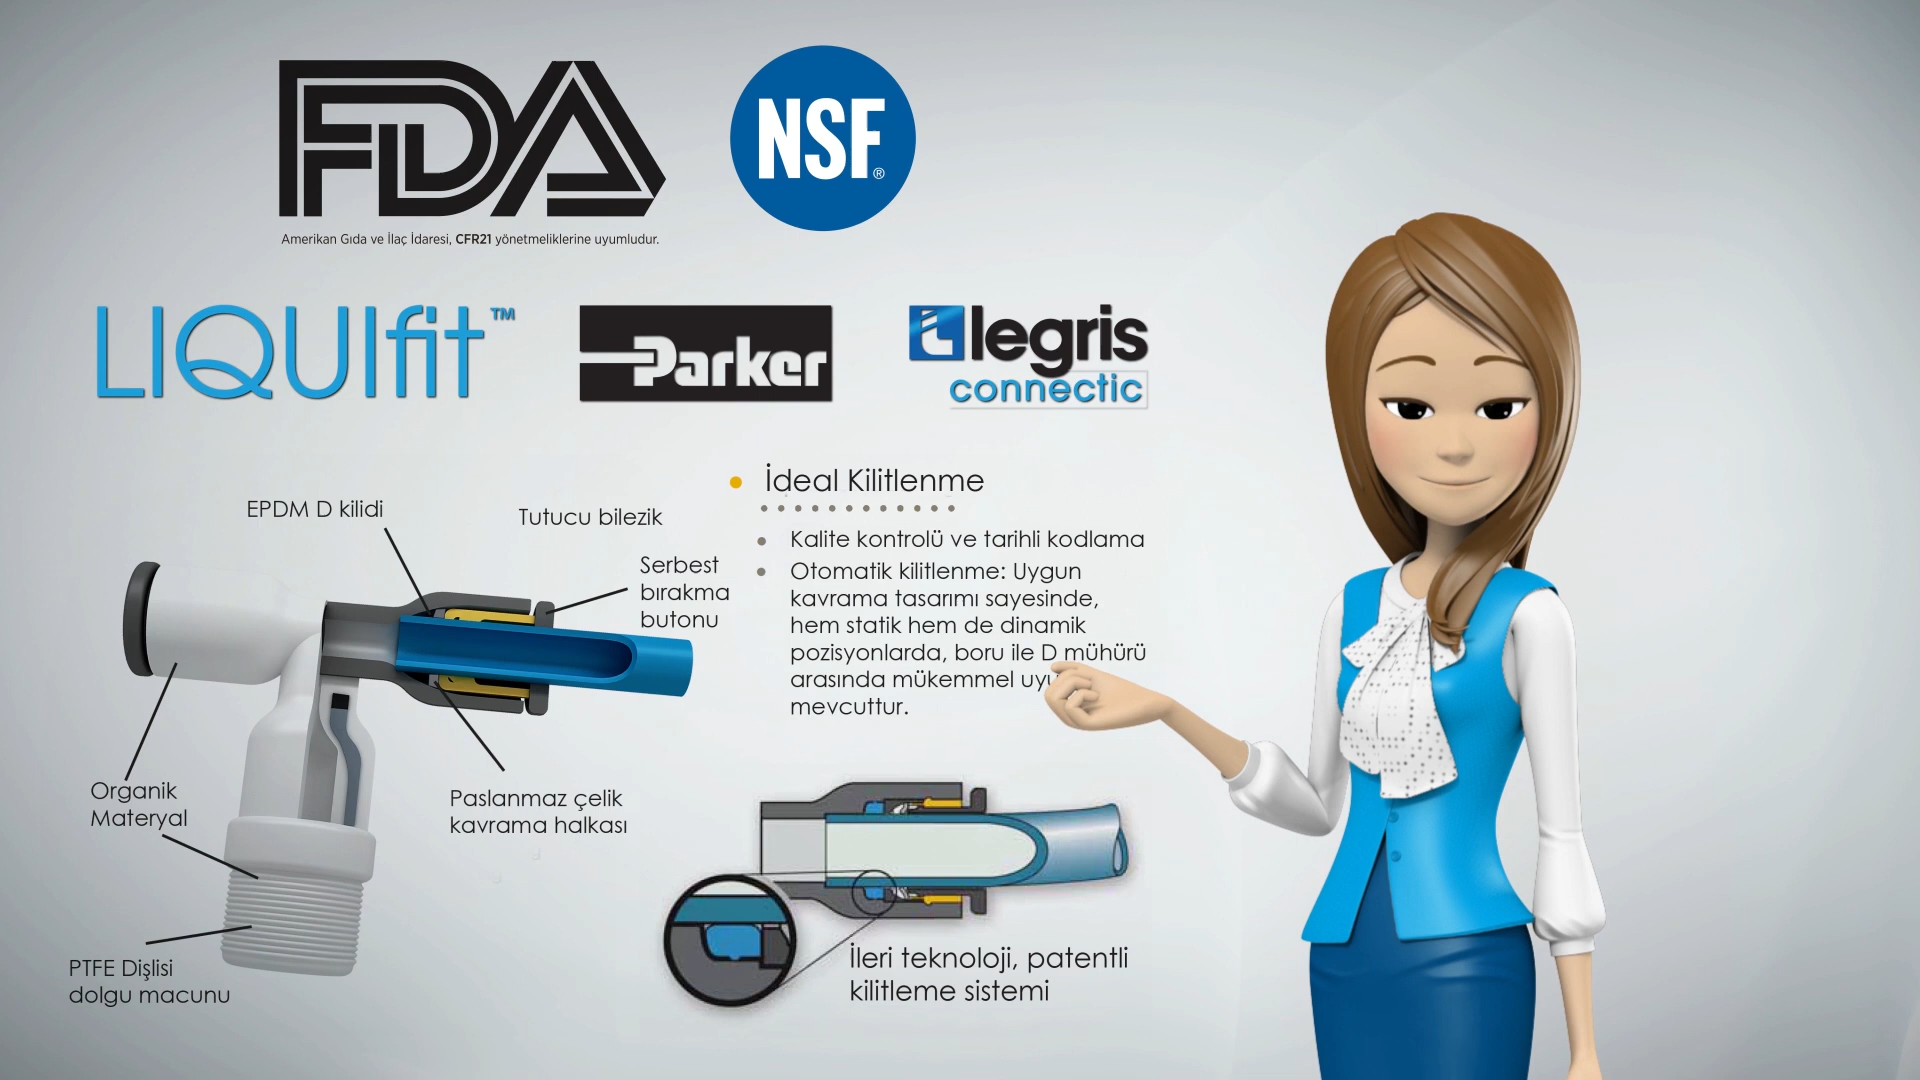 FDA
NSF®
Amerikan Gıda ve İlaç İdaresi, CFR21 yönetmeliklerine uyumludur.
LIQUIfit™
Parker
legris
connectic
EPDM D kilidi
Tutucu bilezik
Serbest
bırakma
butonu
Organik
Materyal
Paslanmaz çelik
kavrama halkası
PTFE Dişlisi
dolgu macunu
İdeal Kilitlenme
Kalite kontrolü ve tarihli kodlama
Otomatik kilitlenme: Uygun
kavrama tasarımı sayesinde,
hem statik hem de dinamik
pozisyonlarda, boru ile D mühürü
arasında mükemmel
mevcuttur.
İleri teknoloji, patentli
kilitleme sistemi